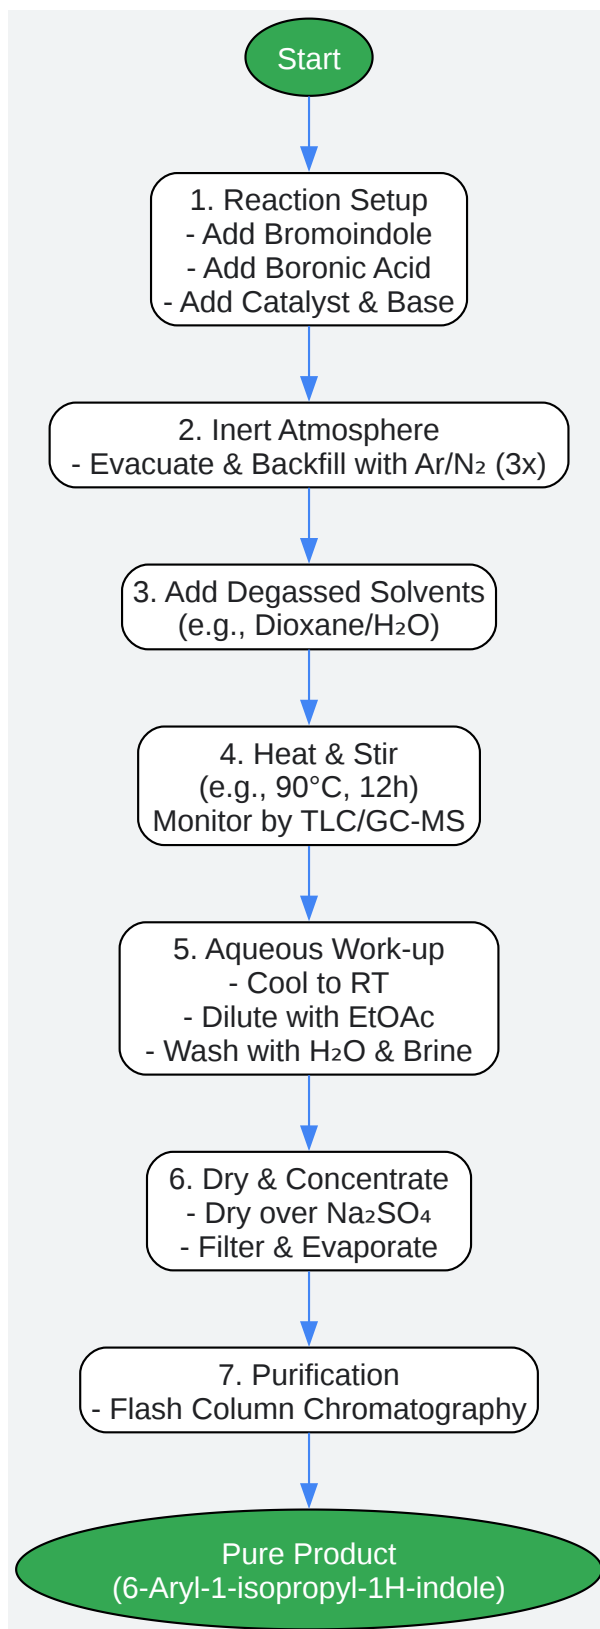 Start
1. Reaction Setup
- Add Bromoindole
- Add Boronic Acid
- Add Catalyst & Base
2. Inert Atmosphere
- Evacuate & Backfill with Ar/N₂ (3x)
3. Add Degassed Solvents
(e.g., Dioxane/H₂O)
4. Heat & Stir
(e.g., 90°C, 12h)
Monitor by TLC/GC-MS
5. Aqueous Work-up
- Cool to RT
- Dilute with EtOAc
- Wash with H₂O & Brine
6. Dry & Concentrate
- Dry over Na₂SO₄
- Filter & Evaporate
7. Purification
- Flash Column Chromatography
Pure Product
(6-Aryl-1-isopropyl-1H-indole)